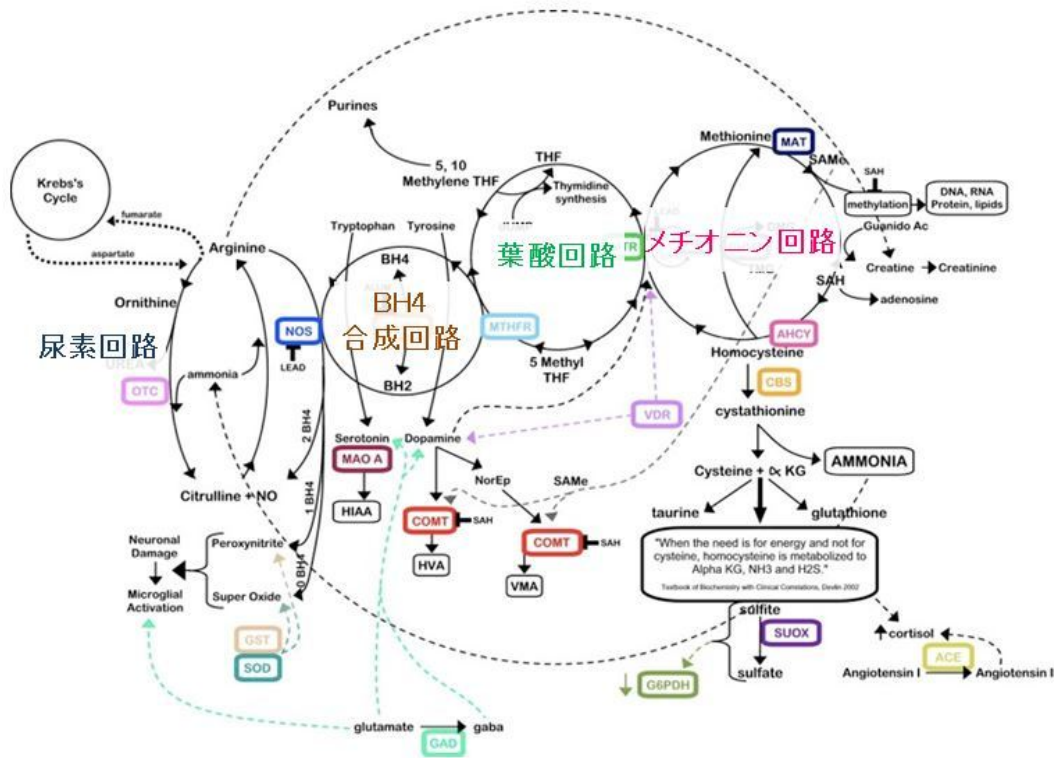 Purines
5, 10
Methylene THF
THF
Thymidine
synthesis
Methionine
MAT
SAMe
SAH
methylation
DNA, RNA
Protein, lipids
Guanido Ac
Creatine
Creatinine
SAH
adenosine
Krebs's
Cycle
fumarate
aspartate
Arginine
Ornithine
尿素回路
UREA
OTC
ammonia
NOS
LEAD
Tryptophan
Tyrosine
BH4
BH4
合成回路
BH2
MTHFR
葉酸回路
5 Methyl
THF
TR
メチオニン回路
LEAD
AHCY
Homocysteine
CBS
cystathionine
VDR
Cysteine + α KG
AMMONIA
taurine
glutathione
Serotonin
Dopamine
MAO A
HIAA
NorEp
SAMe
COMT
SAH
HVA
COMT
SAH
VMA
2 BH4
1 BH4
0 BH4
Citrulline + NO
Neuronal
Damage
Microglial
Activation
Peroxynitrite
Super Oxide
GST
SOD
"When the need is for energy and not for
cysteine, homocysteine is metabolized to
Alpha KG, NH3 and H2S."
Textbook of Biochemistry with Clinical Correlations, Devlin 2002
sulfite
SUOX
sulfate
G6PDH
cortisol
ACE
Angiotensin I
Angiotensin I
glutamate
gaba
GAD